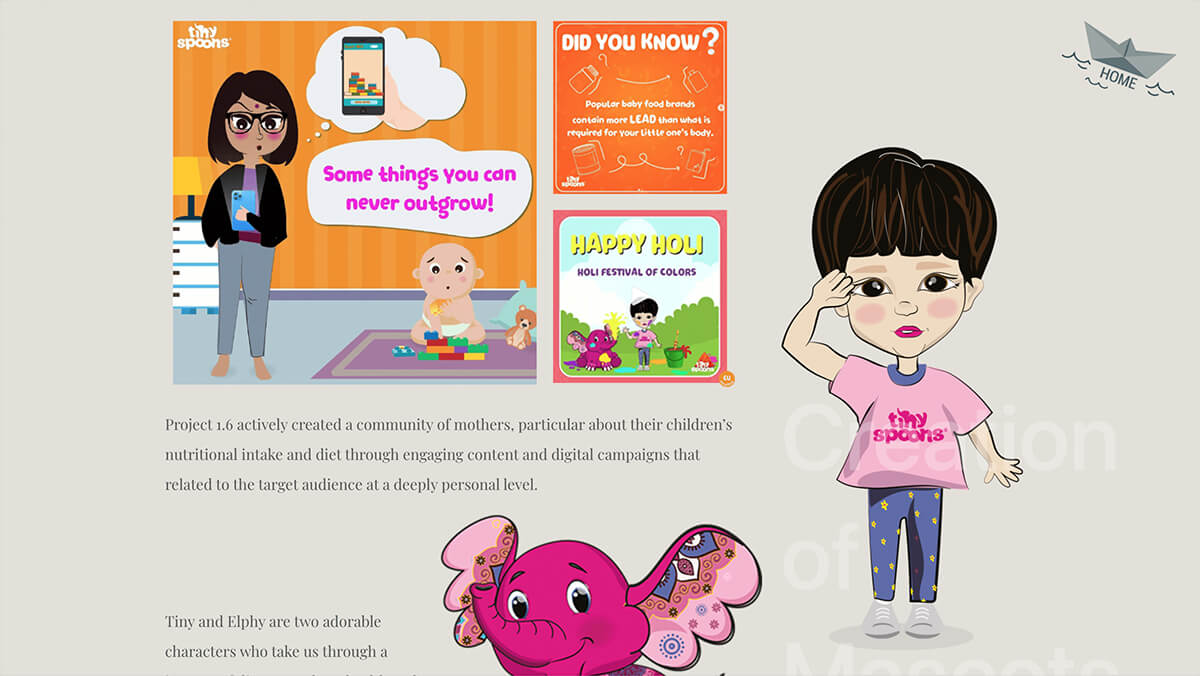 tiny
spoons
Some things you can
never outgrow!
DID YOU KNOW?
Popular baby food brands
contain more LEAD than what is
required for your little one's body.
tiny
spoons
HAPPY HOLI
HOLI FESTIVAL OF COLORS
tiny
spoons
EU
HOME
Project 1.6 actively created a community of mothers, particular about their children’s
nutritional intake and diet through engaging content and digital campaigns that
related to the target audience at a deeply personal level.
tiny
spoons
Creation
of
Mascots
Tiny and Elphy are two adorable
characters who take us through a